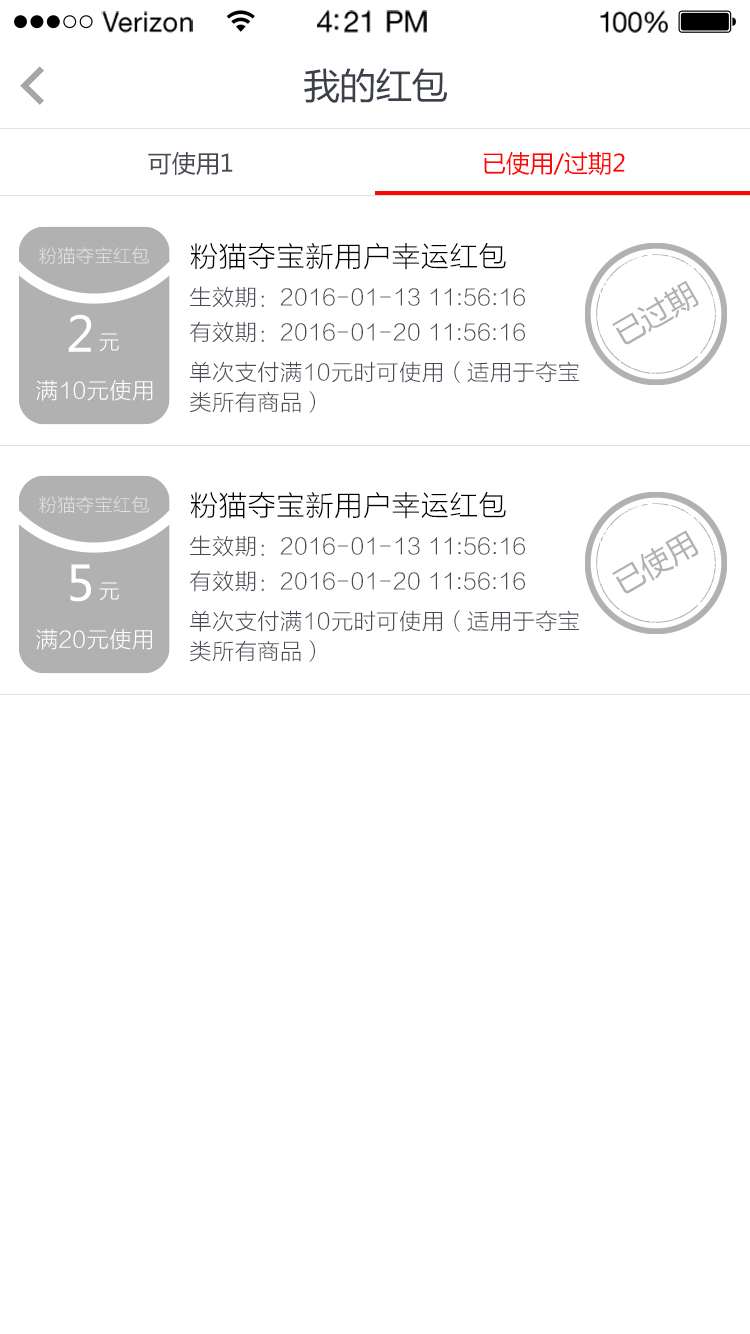 Verizon 4:21 PM 100%
我的红包
可使用1 已使用/过期2
粉猫夺宝红包
2元
满10元使用
粉猫夺宝新用户幸运红包
生效期：2016-01-13 11:56:16
有效期：2016-01-20 11:56:16
单次支付满10元时可使用（适用于夺宝
类所有商品）
已过期
粉猫夺宝红包
5元
满20元使用
粉猫夺宝新用户幸运红包
生效期：2016-01-13 11:56:16
有效期：2016-01-20 11:56:16
单次支付满10元时可使用（适用于夺宝
类所有商品）
已使用